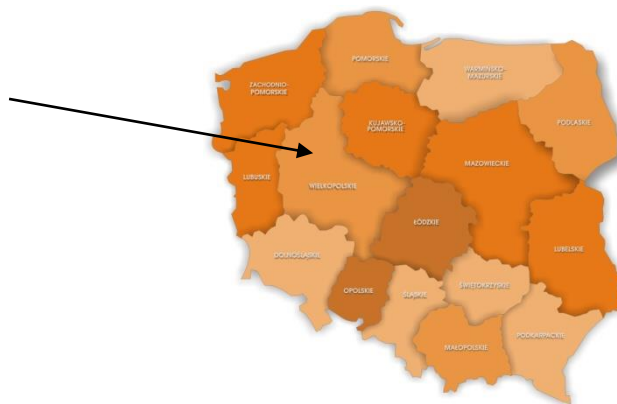 POMORSKIE
WARMIŃSKO-
MAZURSKIE
ZACHODNIO-
POMORSKIE
PODLASKIE
KUJAWSKO-
POMORSKIE
MAZOWIECKIE
LUBUSKIE
WIELKOPOLSKIE
ŁÓDZKIE
LUBELSKIE
DOLNOŚLĄSKIE
OPOLSKIE
ŚLĄSKIE
ŚWIĘTOKRZYSKIE
PODKARPACKIE
MAŁOPOLSKIE